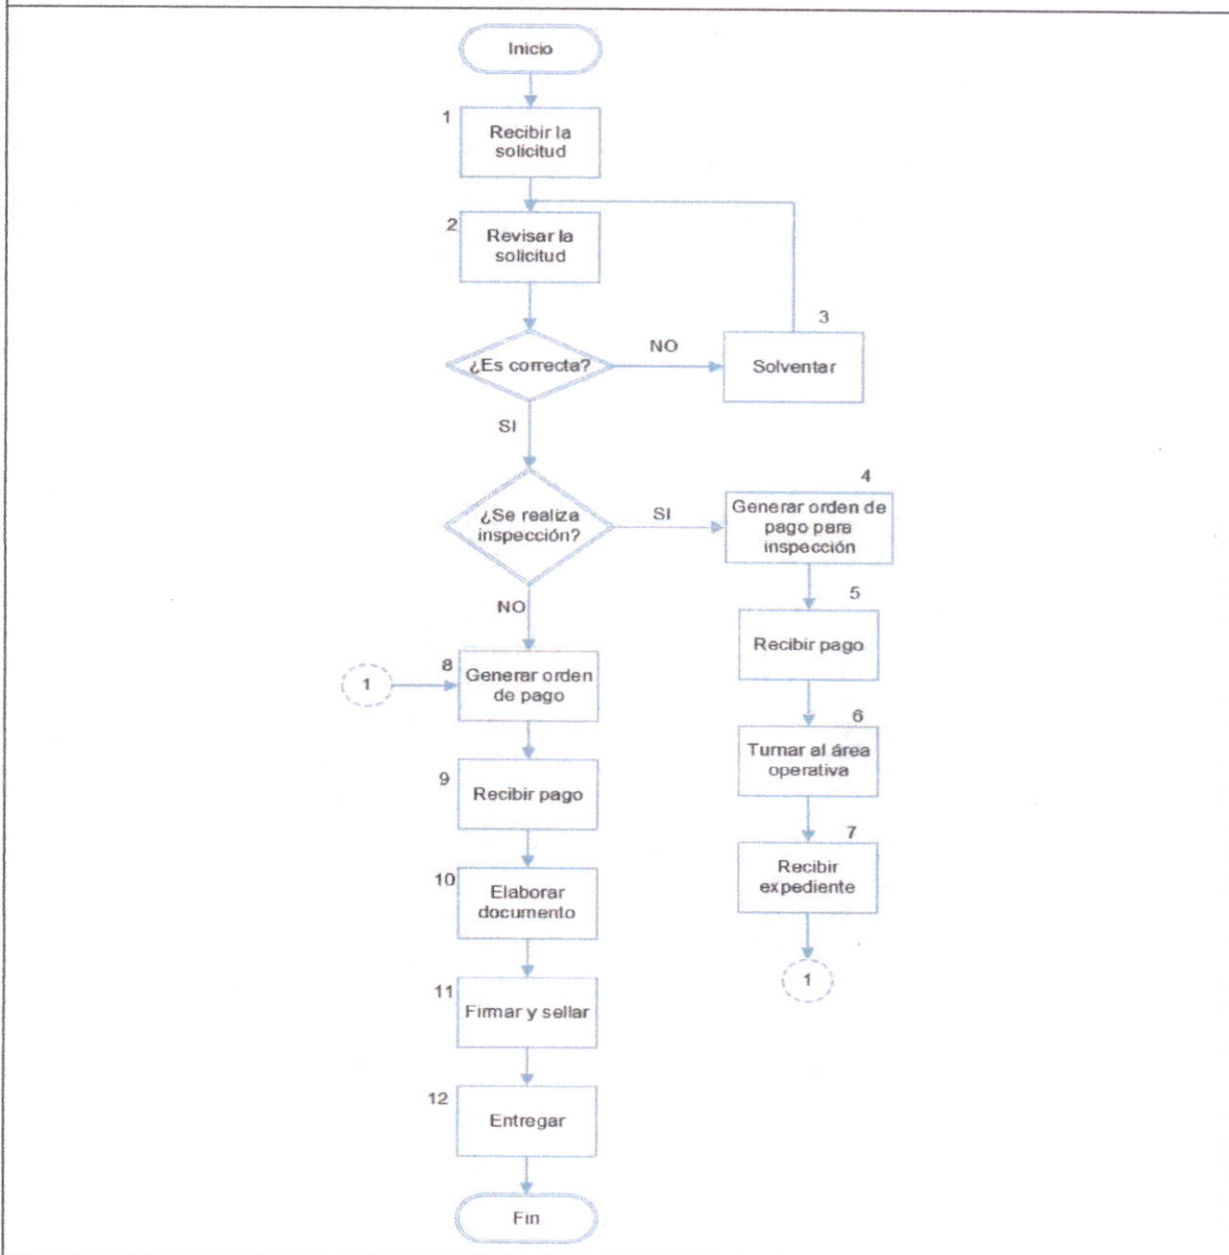 Inicio
1
Recibir la
solicitud
2
Revisar la
solicitud
3
¿Es correcta?
NO
Solventar
SI
4
¿Se realiza
inspección?
SI
Generar orden de
pago para
inspección
NO
5
Recibir pago
1
8
Generar orden
de pago
6
Turnar al área
operativa
9
Recibir pago
7
Recibir
expediente
10
Elaborar
documento
1
11
Firmar y sellar
12
Entregar
Fin